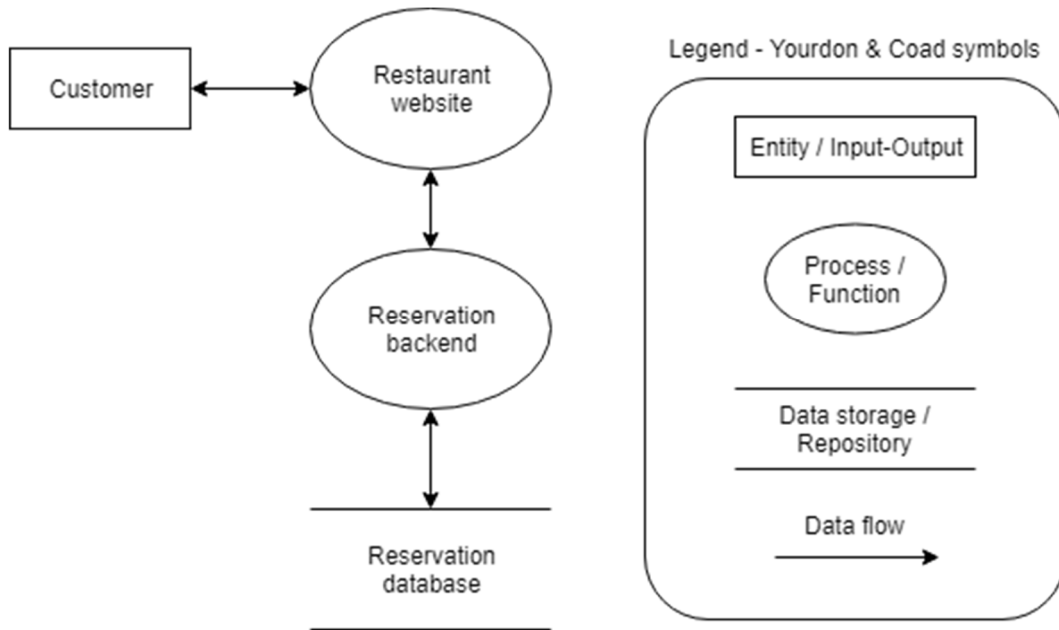 Customer
Restaurant
website
Reservation
backend
Reservation
database
Legend - Yourdon & Coad symbols
Entity / Input-Output
Process /
Function
Data storage /
Repository
Data flow